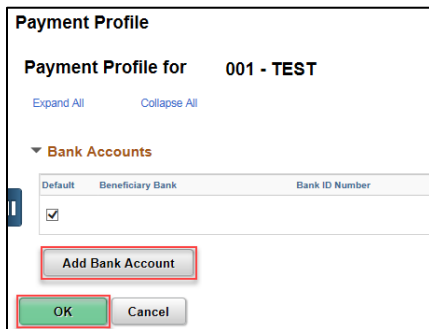 Payment Profile
Payment Profile for 001 - TEST
Expand All Collapse All
Bank Accounts
Default Beneficiary Bank Bank ID Number
Add Bank Account
OK Cancel